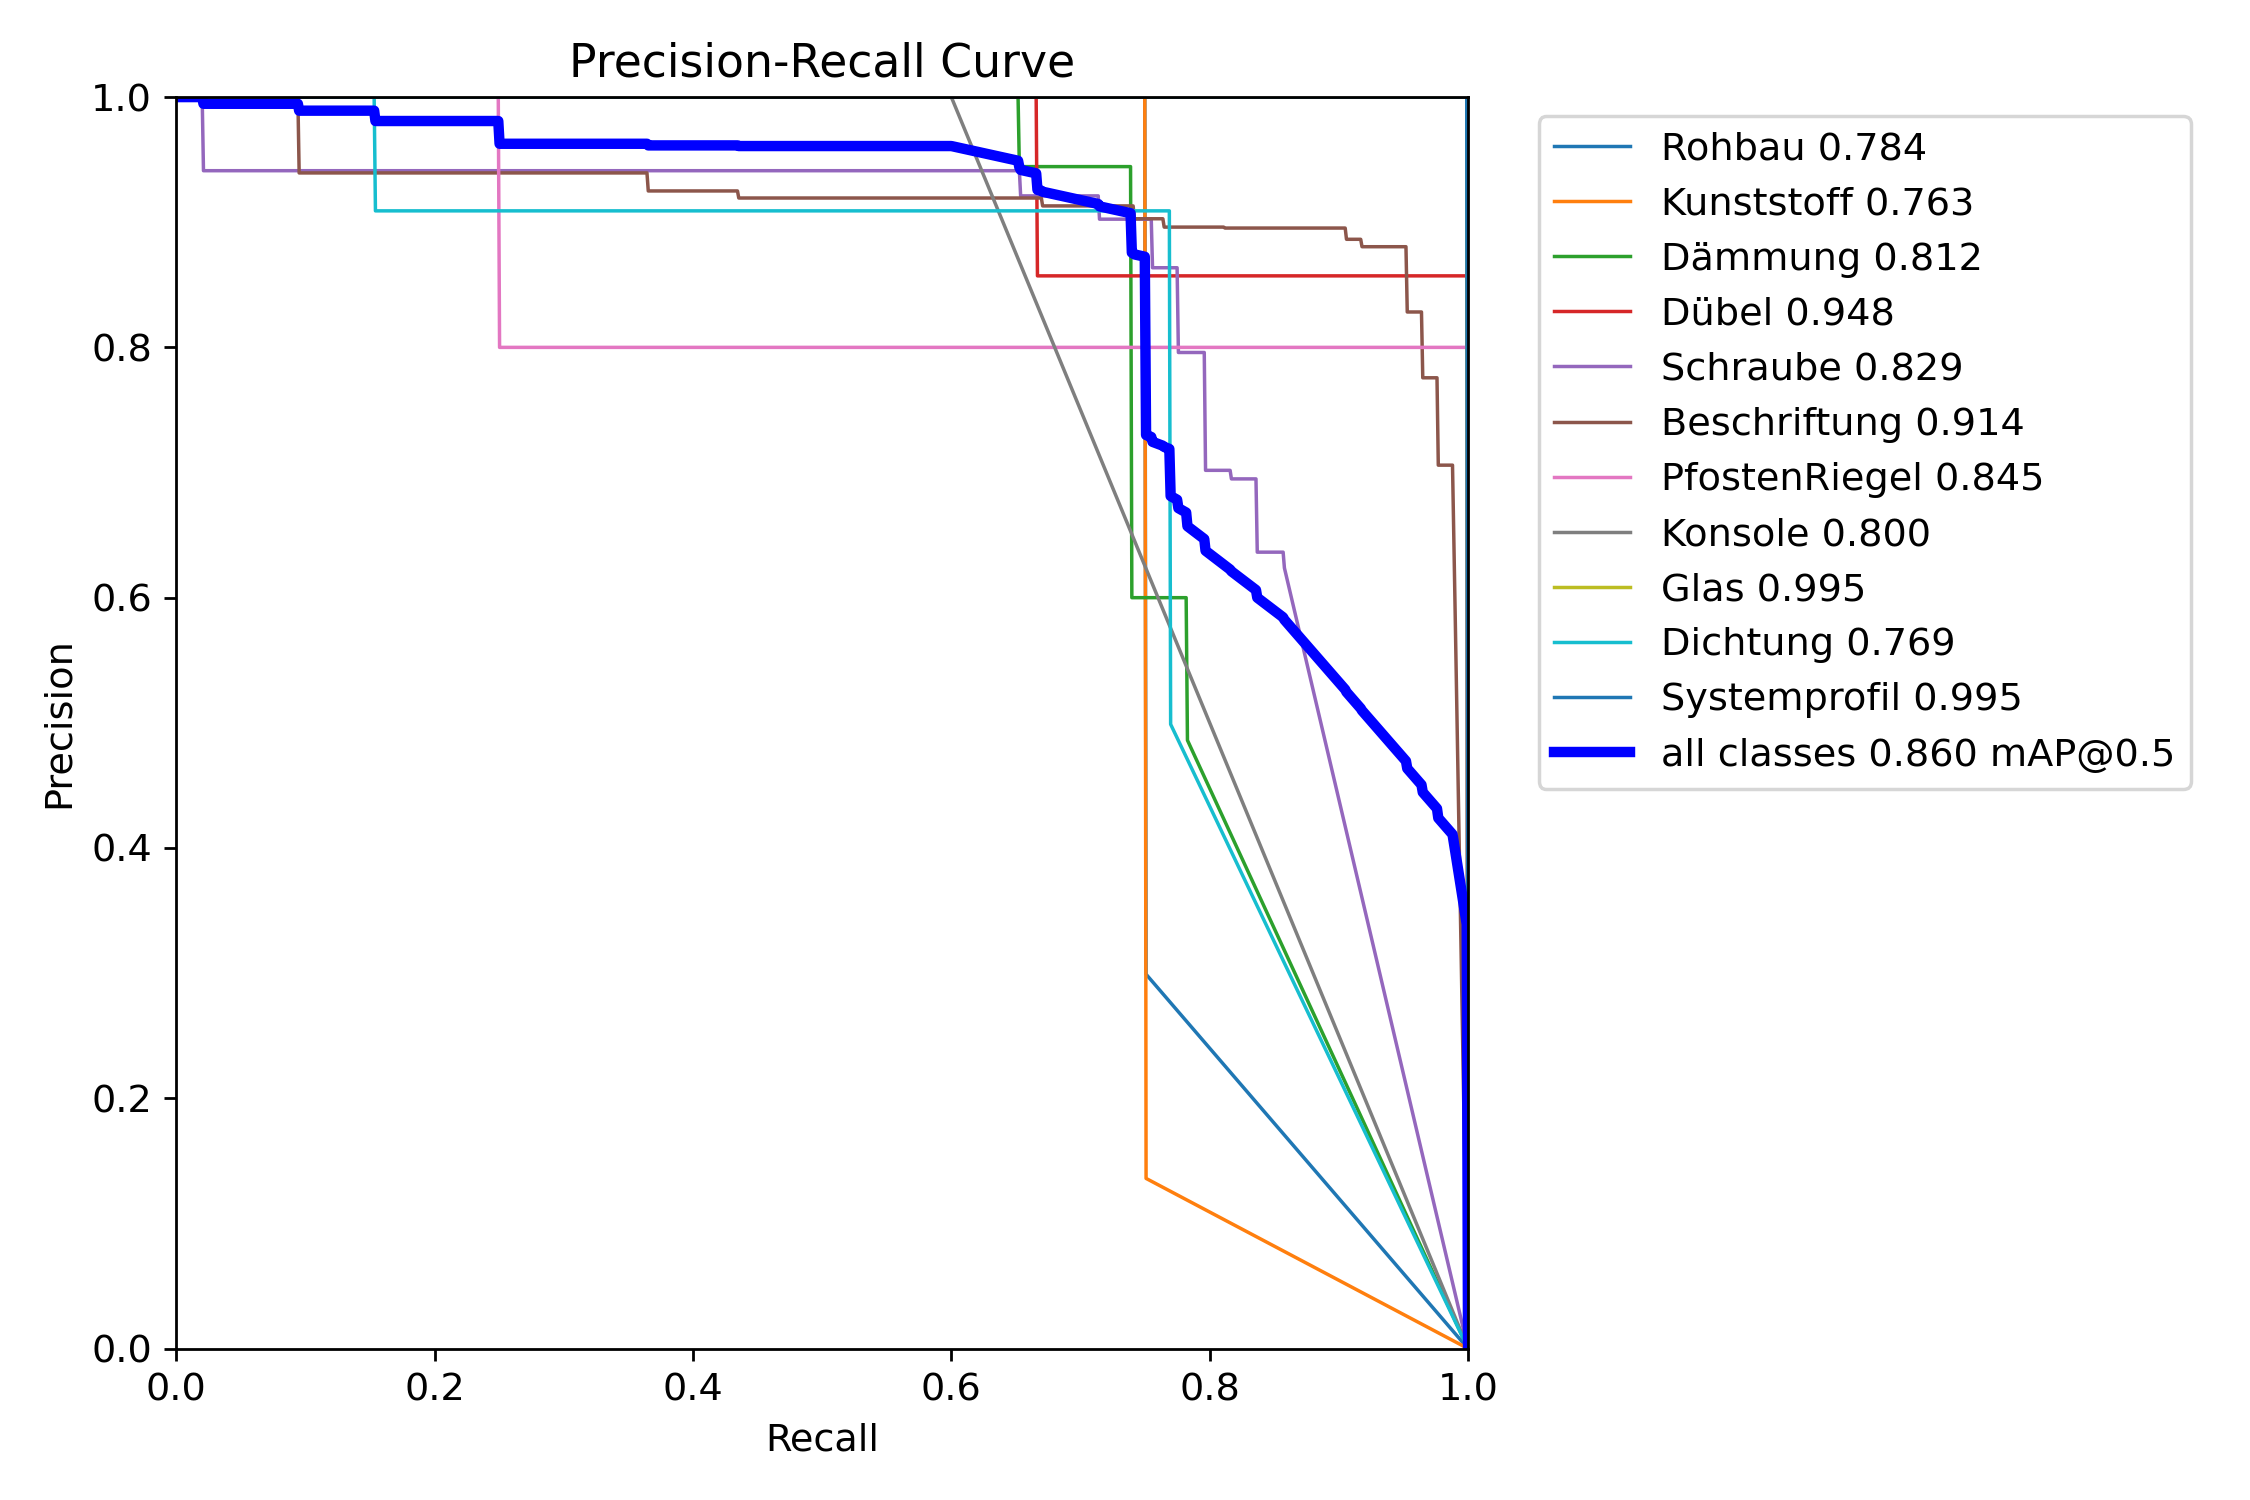 Precision-Recall Curve
1.0
0.8
0.6
0.4
0.2
0.0
Precision
0.0 0.2 0.4 0.6 0.8 1.0
Recall
Rohbau 0.784
Kunststoff 0.763
Dämmung 0.812
Dübel 0.948
Schraube 0.829
Beschriftung 0.914
PfostenRiegel 0.845
Konsole 0.800
Glas 0.995
Dichtung 0.769
Systemprofil 0.995
all classes 0.860 mAP@0.5